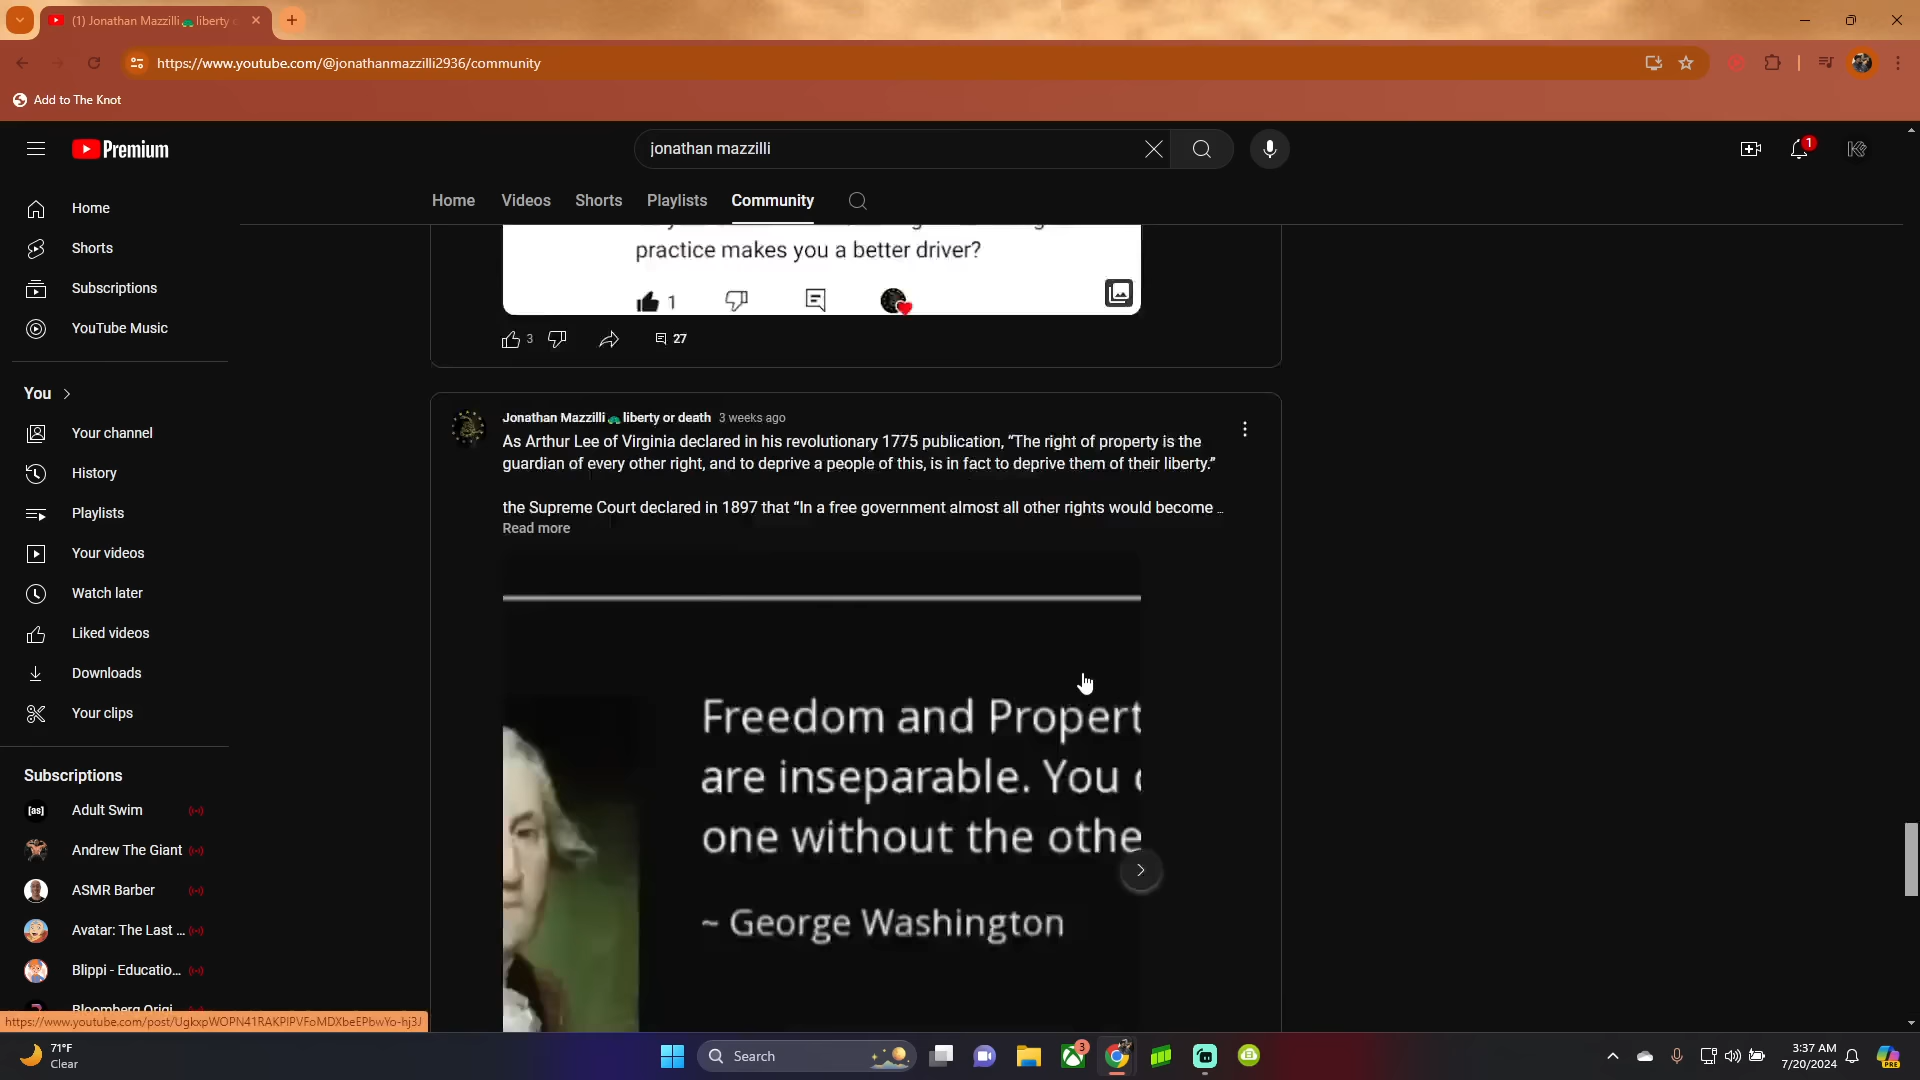 (1) Jonathan Mazzilli liberty
https://www.youtube.com/@jonathanmazzilli2936/community
Add to The Knot
Premium
jonathan mazzilli
1
Home
Videos
Shorts
Playlists
Community
Home
Shorts
Subscriptions
YouTube Music
You
Your channel
History
Playlists
Your videos
Watch later
Liked videos
Downloads
Your clips
Subscriptions
[as] Adult Swim
Andrew The Giant
ASMR Barber
Avatar: The Last ...
Blippi - Educatio...
Bloomberg Origi
practice makes you a better driver?
1
3
27
Jonathan Mazzilli liberty or death 3 weeks ago
As Arthur Lee of Virginia declared in his revolutionary 1775 publication, “The right of property is the
guardian of every other right, and to deprive a people of this, is in fact to deprive them of their liberty.”
the Supreme Court declared in 1897 that “In a free government almost all other rights would become ...
Read more
Freedom and Propert
are inseparable. You
one without the othe
~ George Washington
71°F
Clear
Search
3
3:37 AM
7/20/2024
PRE